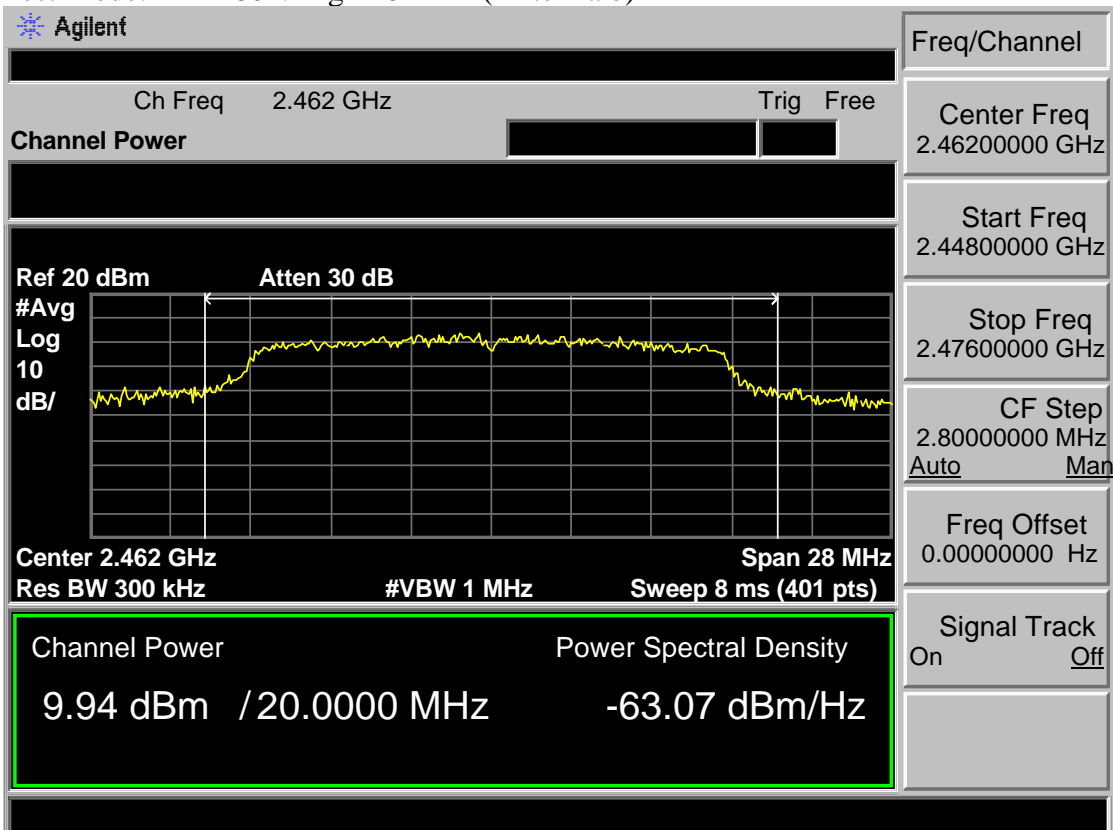 Agilent
Freq/Channel
Ch Freq 2.462 GHz Trig Free
Channel Power
Center Freq
2.46200000 GHz
Start Freq
2.44800000 GHz
Stop Freq
2.47600000 GHz
CF Step
2.80000000 MHz
Auto Man
Freq Offset
0.00000000 Hz
Signal Track
On Off
Ref 20 dBm Atten 30 dB
#Avg
Log
10
dB/
Center 2.462 GHz Span 28 MHz
Res BW 300 kHz #VBW 1 MHz Sweep 8 ms (401 pts)
Channel Power Power Spectral Density
9.94 dBm / 20.0000 MHz -63.07 dBm/Hz